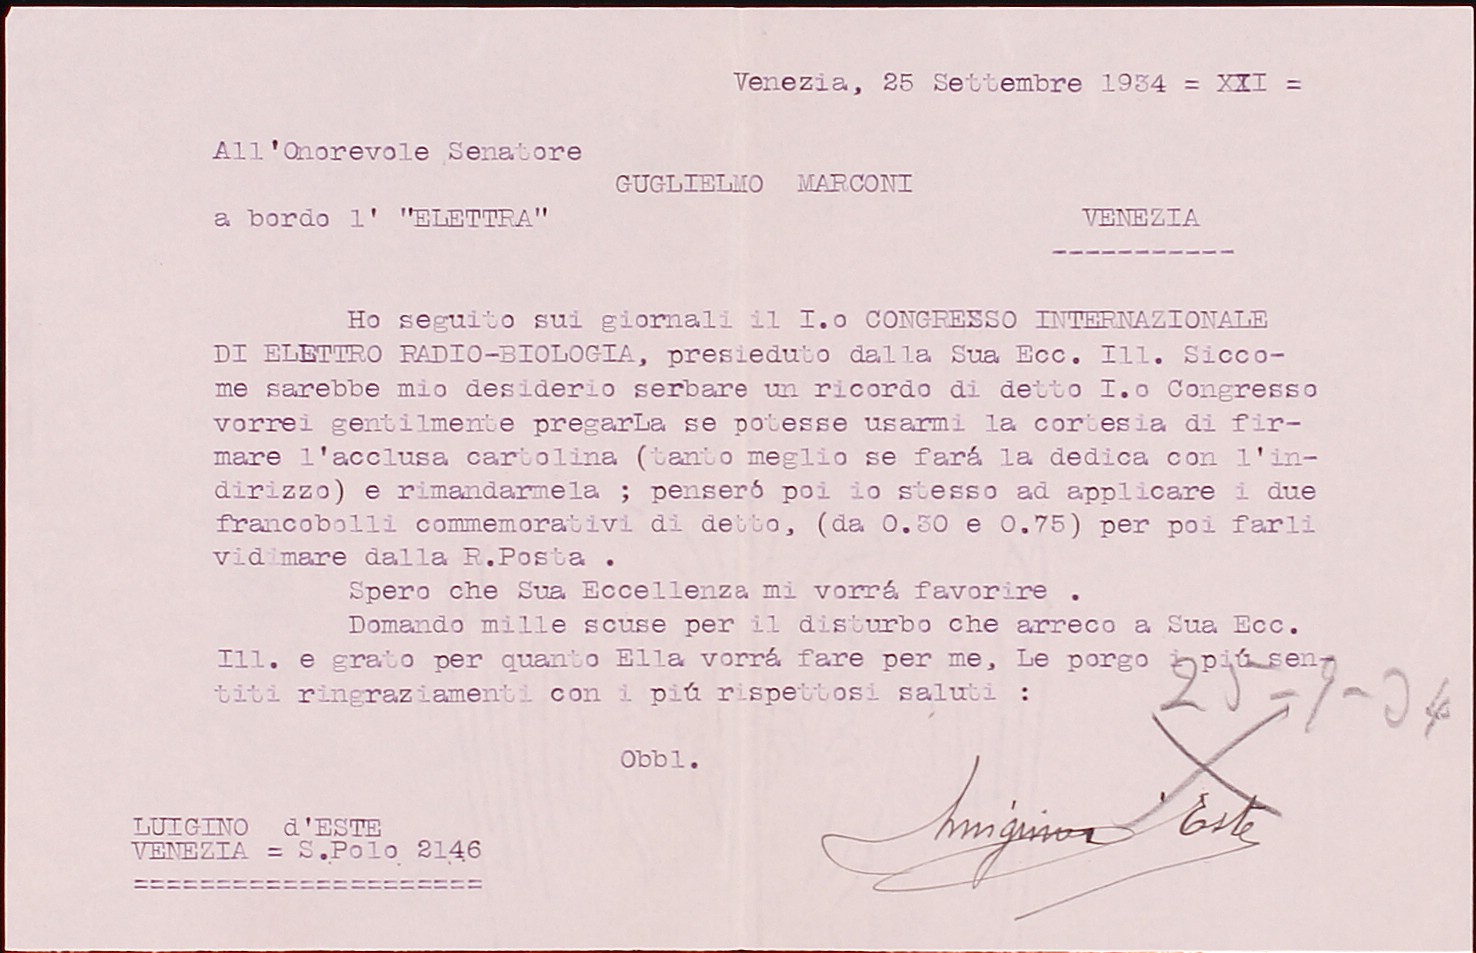 Venezia, 25 Settembre 1934 = XXI =
All'Onorevole Senatore
GUGLIELMO MARCONI
a bordo l' "ELETTRA" VENEZIA
-----------
Ho seguito sui giornali il I.o CONGRESSO INTERNAZIONALE
DI ELETTRO RADIO-BIOLOGIA, presieduto dalla Sua Ecc. Ill. Sicco-
me sarebbe mio desiderio serbare un ricordo di detto I.o Congresso
vorrei gentilmente pregarLa se potesse usarmi la cortesia di fir-
mare l'acclusa cartolina (tanto meglio se fará la dedica con l'in-
dirizzo) e rimandarmela ; penseró poi io stesso ad applicare i due
francobolli commemorativi di detto, (da 0.30 e 0.75) per poi farli
vidimare dalla R.Posta .
Spero che Sua Eccellenza mi vorrá favorire .
Domando mille scuse per il disturbo che arreco a Sua Ecc.
Ill. e grato per quanto Ella vorrá fare per me, Le porgo i piú sen-
titi ringraziamenti con i piú rispettosi saluti :
25-9-34
Obbl.
Luigino d'Este
LUIGINO d'ESTE
VENEZIA = S.Polo 2146
=====================